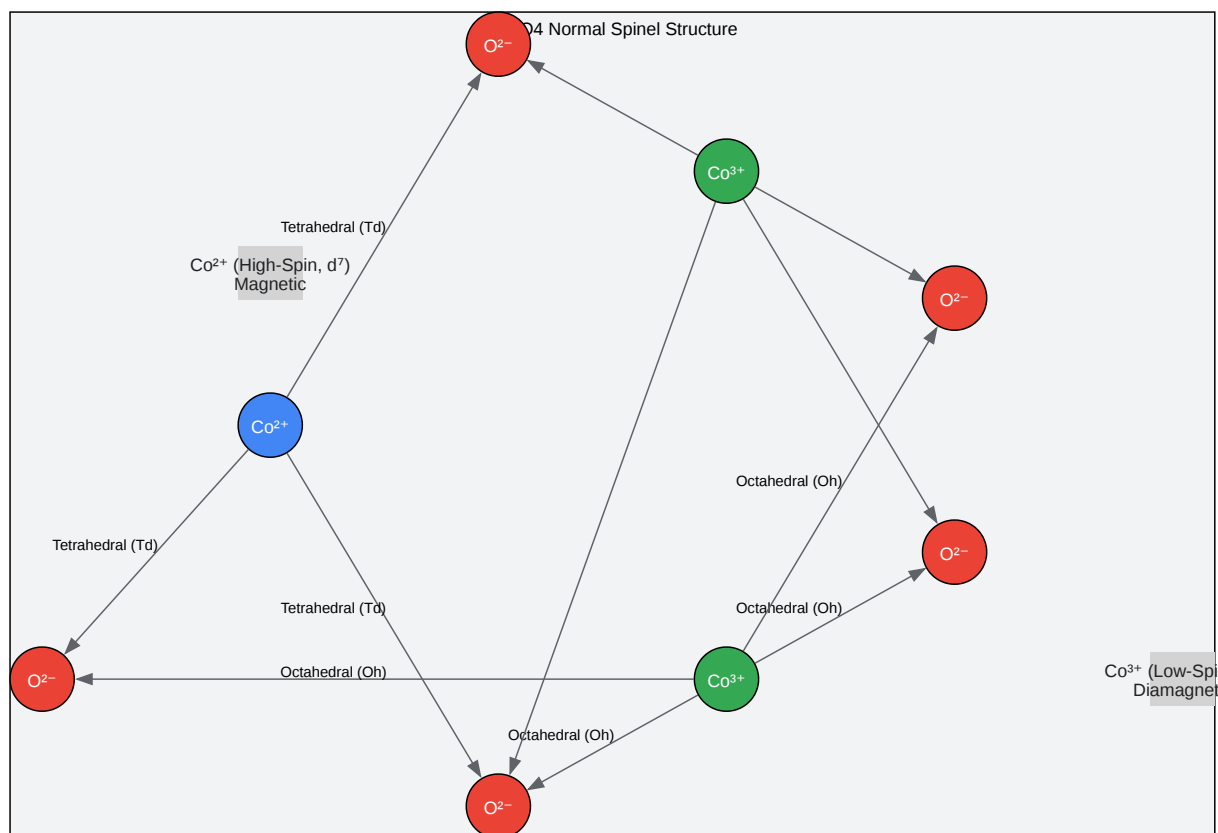 O4 Normal Spinel Structure
O²⁻
Co³⁺
Tetrahedral (Td)
Co²⁺ (High-Spin, d⁷)
Magnetic
O²⁻
Co²⁺
Octahedral (Oh)
Tetrahedral (Td)
O²⁻
Tetrahedral (Td)
Octahedral (Oh)
Octahedral (Oh)
O²⁻
Co³⁺
Co³⁺ (Low-Spi
Diamagnet
Octahedral (Oh)
O²⁻